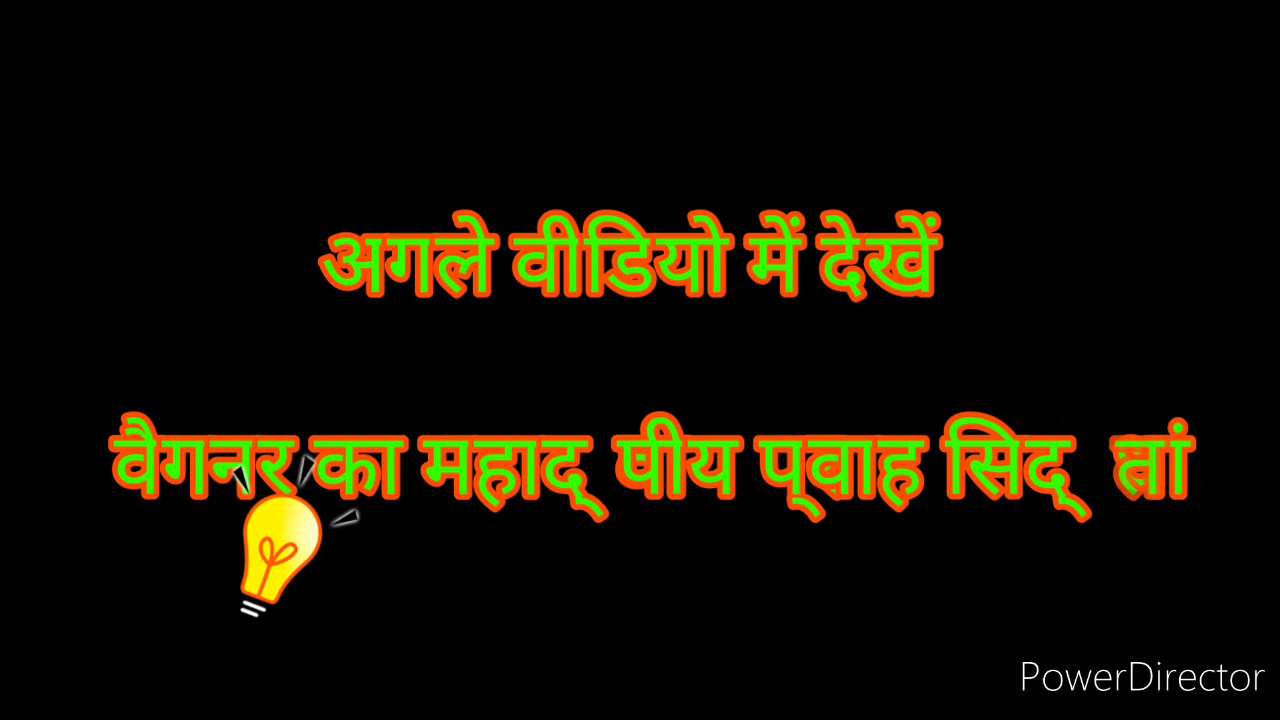 अगले वीडियो में देखें
वैगनर का महाद् षीय प्वाह सिद्
PowerDirector